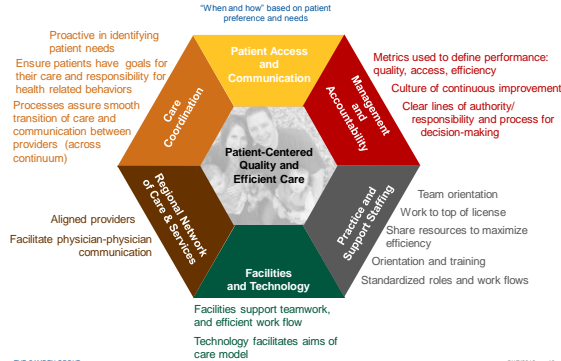 "When and how" based on patient
preference and needs
Proactive in identifying
patient needs
Ensure patients have goals for
their care and responsibility for
health related behaviors
Processes assure smooth
transition of care and
communication between
providers (across
continuum)
Patient Access
and
Communication
Metrics used to define performance:
quality, access, efficiency
Culture of continuous improvement
Clear lines of authority/
responsibility and process for
decision-making
Care
Coordination
Management
and
Accountability
Patient-Centered
Quality and
Efficient Care
Regional Network
of Care & Services
Practice and
Support Staffing
Aligned providers
Facilitate physician-physician
communication
Team orientation
Work to top of license
Share resources to maximize
efficiency
Orientation and training
Standardized roles and work flows
Facilities
and Technology
Facilities support teamwork,
and efficient work flow
Technology facilitates aims of
care model